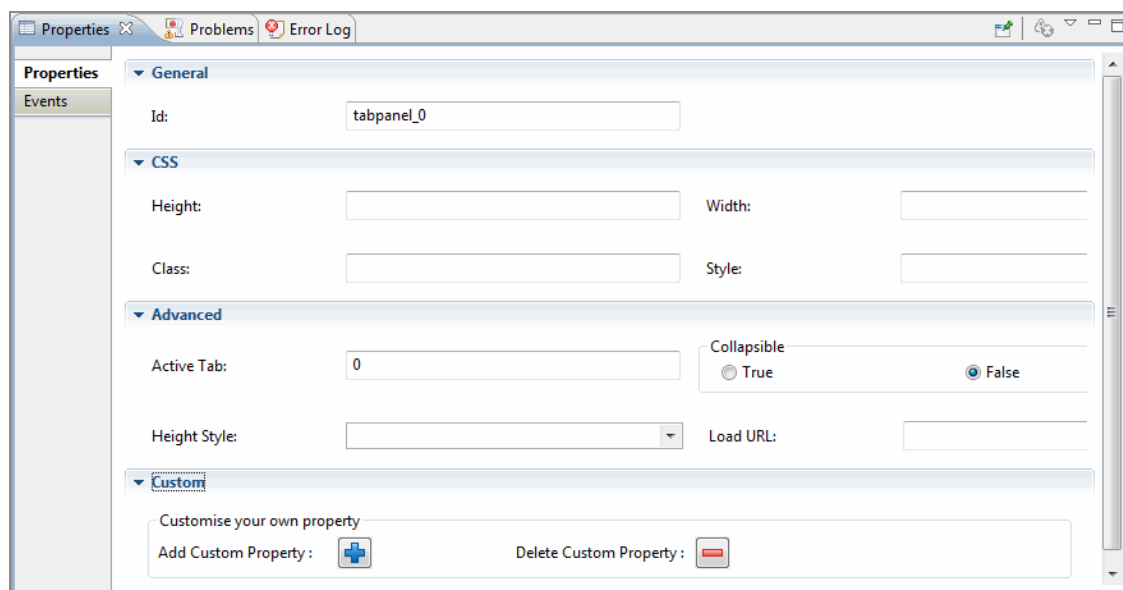 Properties Problems Error Log
Properties
Events
General
Id: tabpanel_0
CSS
Height: Width:
Class: Style:
Advanced
Active Tab: 0
Collapsible
True False
Height Style: Load URL:
Custom
Customise your own property
Add Custom Property : Delete Custom Property :